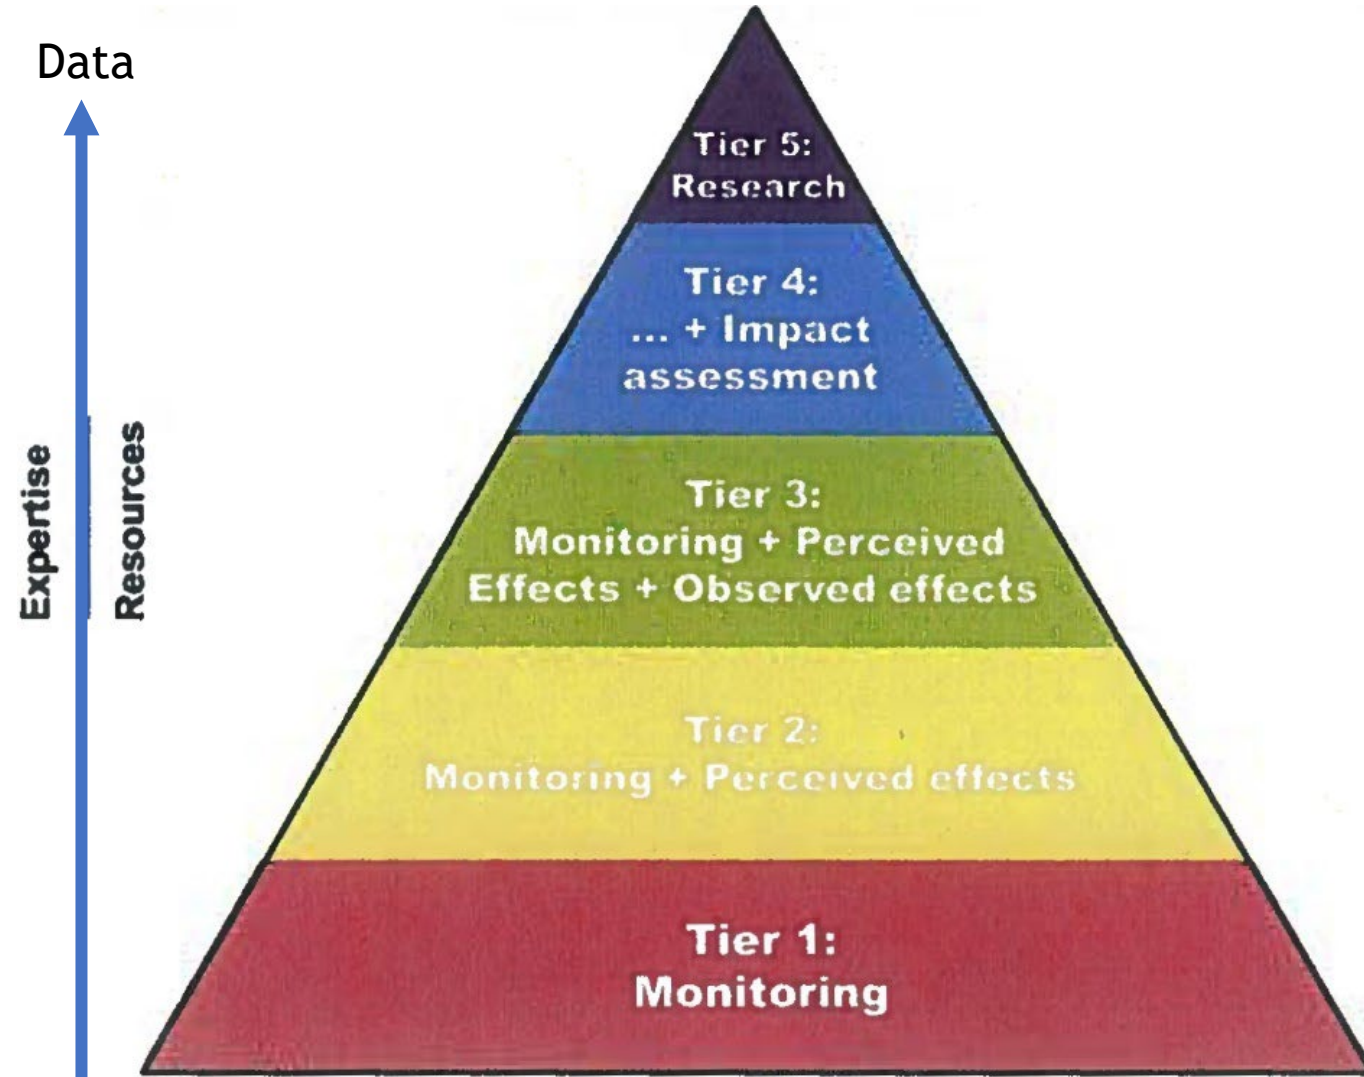 Data
Expertise
Resources
Tier 5:
Research
Tier 4:
... + Impact
assessment
Tier 3:
Monitoring + Perceived
Effects + Observed effects
Tier 2:
Monitoring + Perceived effects
Tier 1:
Monitoring